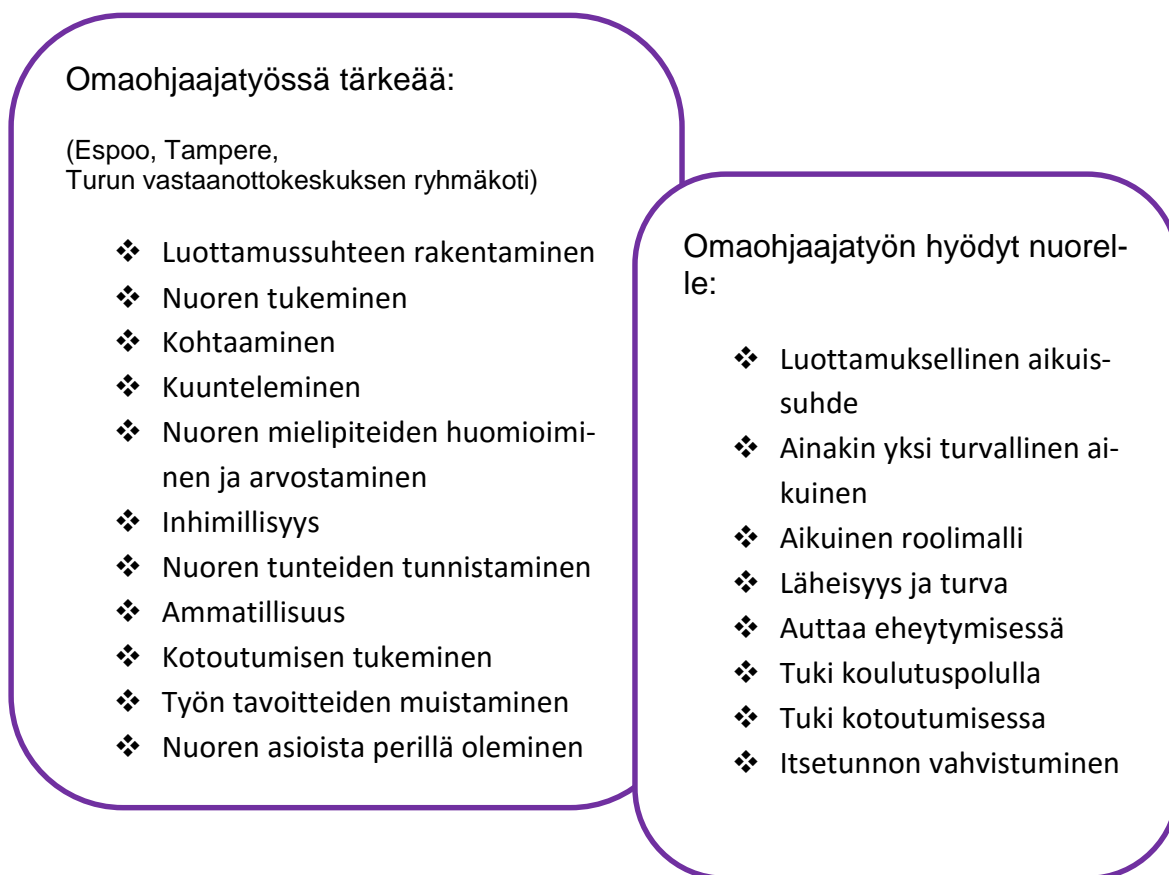 Omaohjaajatyössä tärkeää:
(Espoo, Tampere,
Turun vastaanottokeskuksen ryhmäkoti)
❖ Luottamussuhteen rakentaminen
❖ Nuoren tukeminen
❖ Kohtaaminen
❖ Kuunteleminen
❖ Nuoren mielipiteiden huomioimi-
nen ja arvostaminen
❖ Inhimillisyys
❖ Nuoren tunteiden tunnistaminen
❖ Ammatillisuus
❖ Kotoutumisen tukeminen
❖ Työn tavoitteiden muistaminen
❖ Nuoren asioista perillä oleminen
Omaohjaajatyön hyödyt nuorel-
le:
❖ Luottamuksellinen aikuis-
suhde
❖ Ainakin yksi turvallinen ai-
kuinen
❖ Aikuinen roolimalli
❖ Läheisyys ja turva
❖ Auttaa eheytymisessä
❖ Tuki koulutuspolulla
❖ Tuki kotoutumisessa
❖ Itsetunnon vahvistuminen